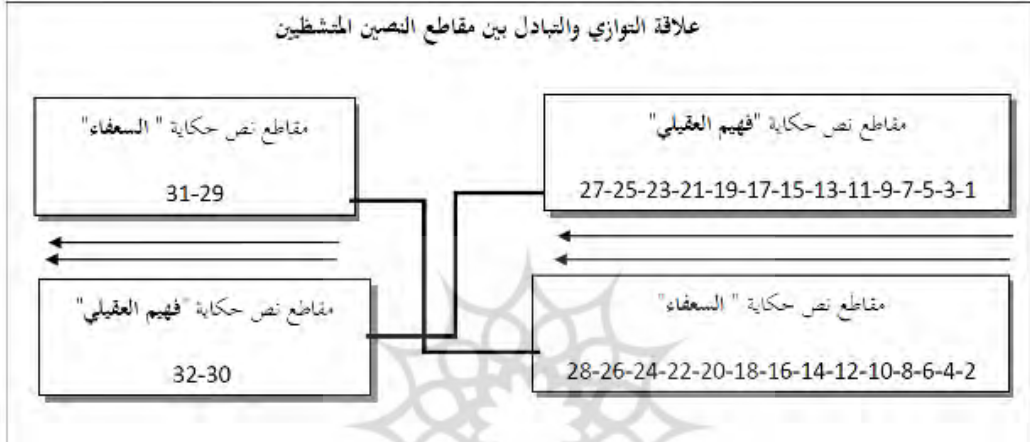 علاقة التوازي والتبادل بين مقاطع النصين المتشظيين
مقاطع نص حكاية "فهيم العقيلي"
27-25-23-21-19-17-15-13-11-9-7-5-3-1
مقاطع نص حكاية " السعفاء"
31-29
مقاطع نص حكاية " السعفاء"
28-26-24-22-20-18-16-14-12-10-8-6-4-2
مقاطع نص حكاية "فهيم العقيلي"
32-30